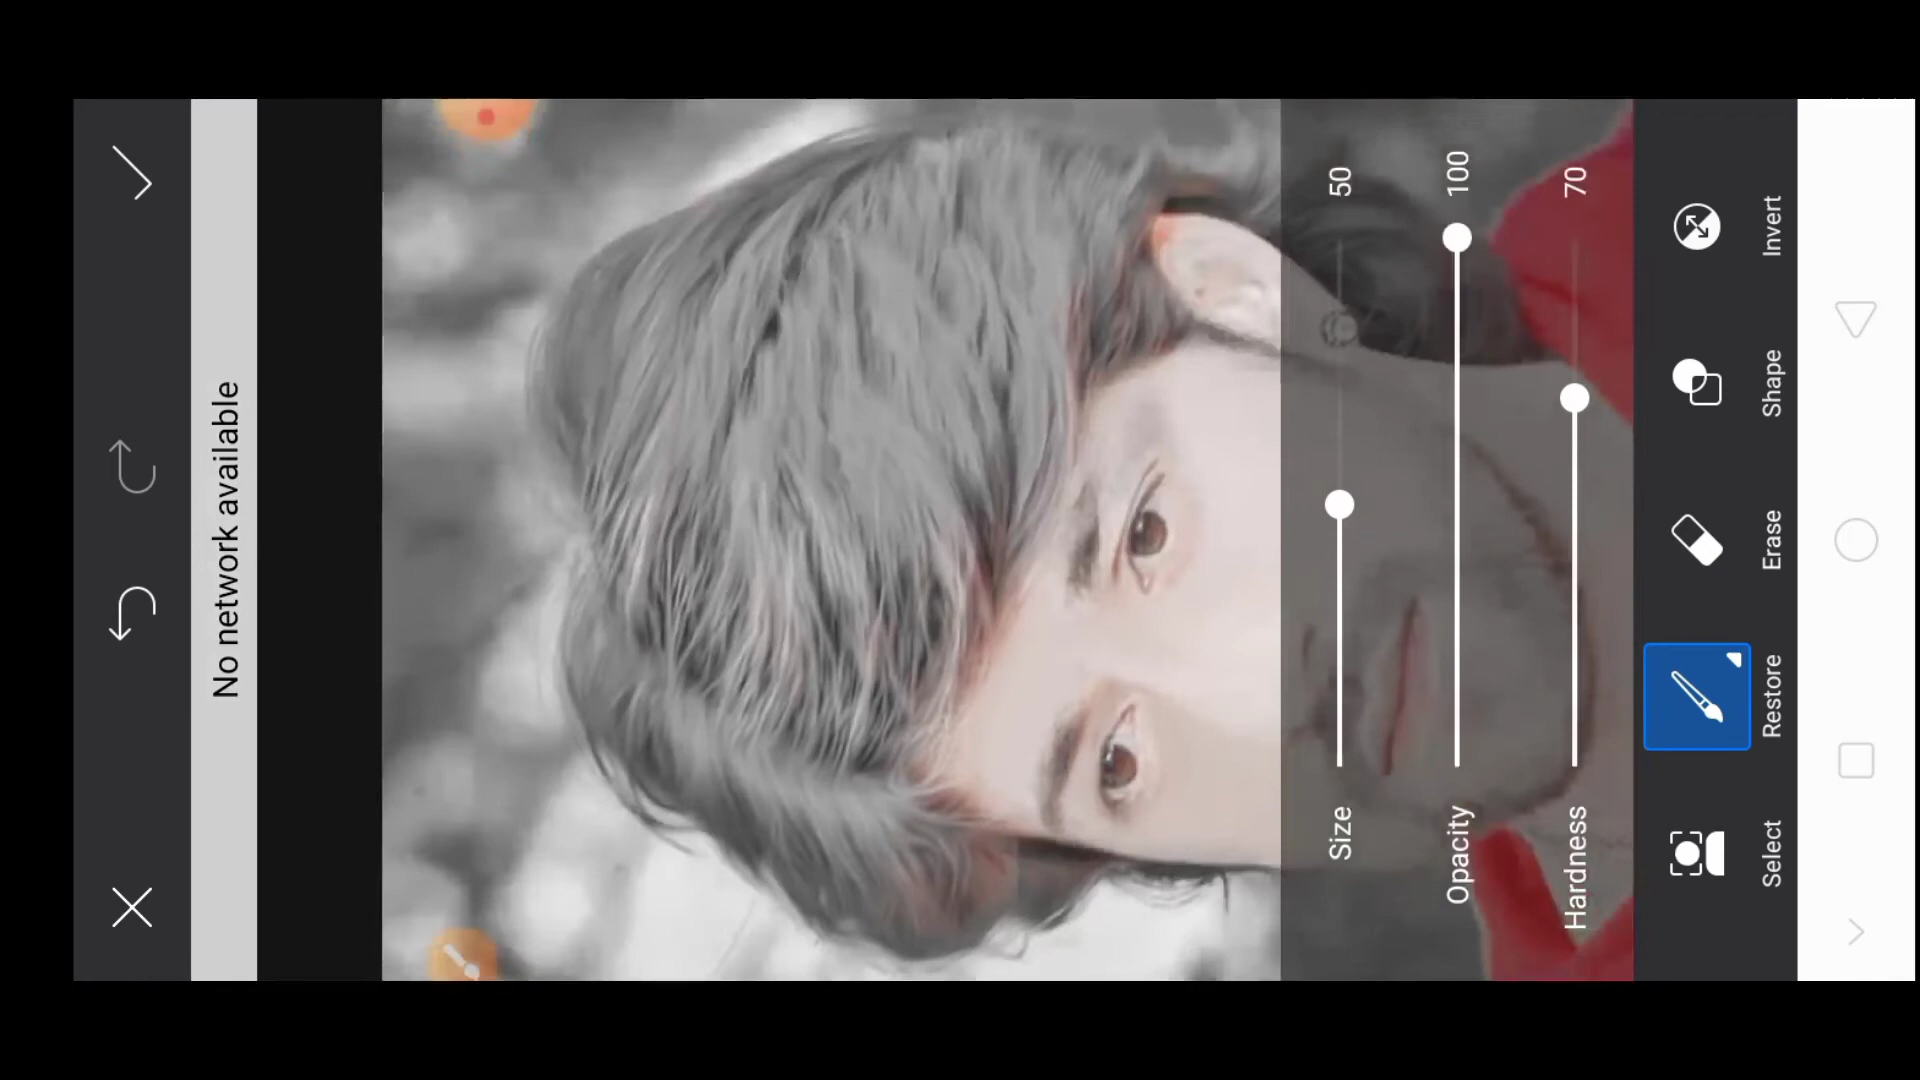 No network available
Size 50
Opacity 100
Hardness 70
Select Restore Erase Shape Invert